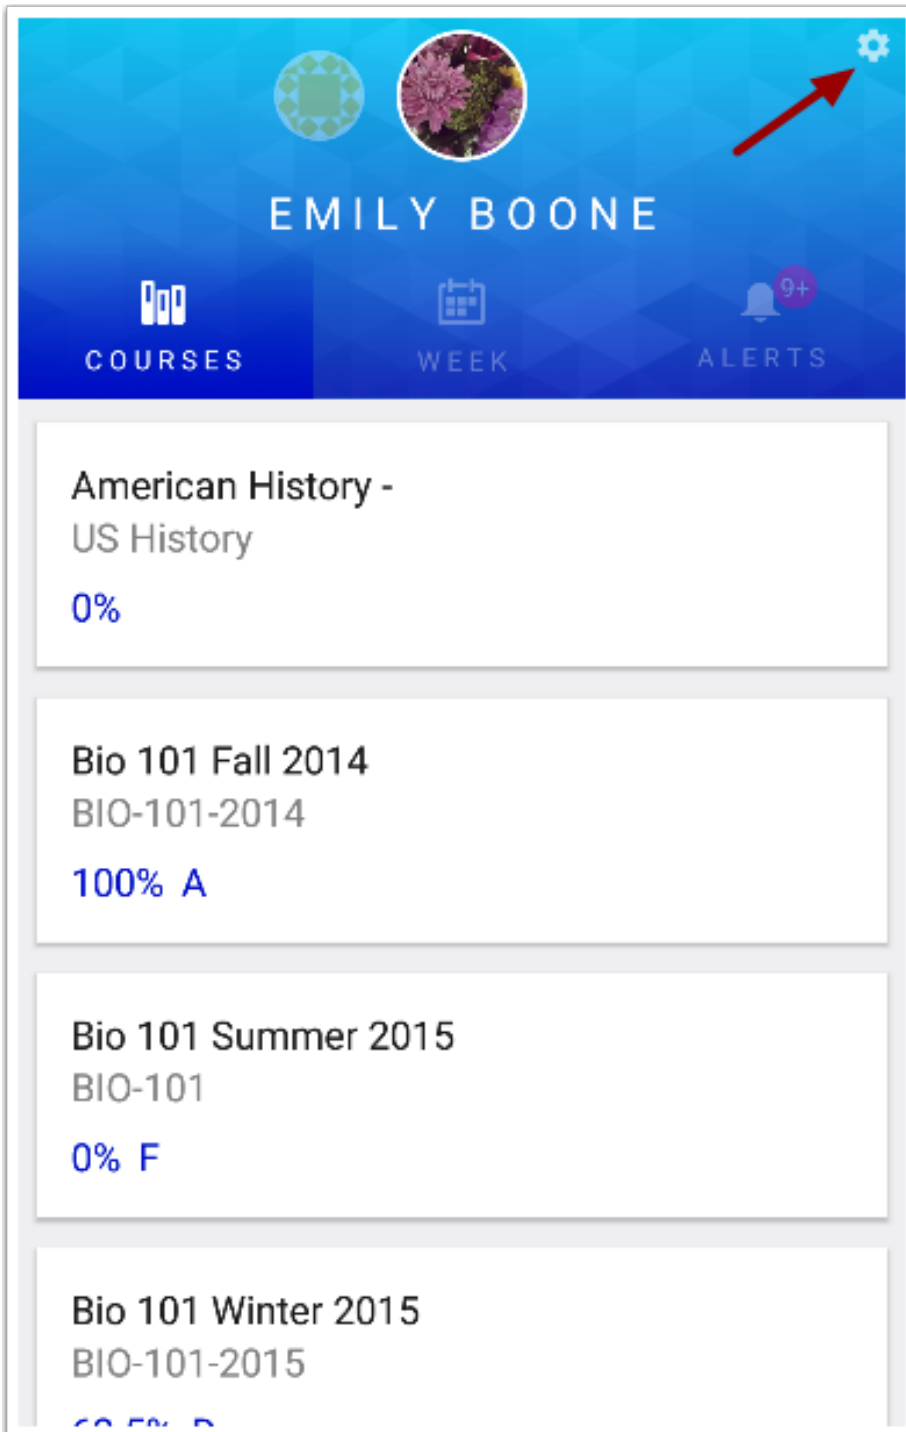 EMILY BOONE
COURSES
WEEK
9+
ALERTS
American History -
US History
0%
Bio 101 Fall 2014
BIO-101-2014
100% A
Bio 101 Summer 2015
BIO-101
0% F
Bio 101 Winter 2015
BIO-101-2015